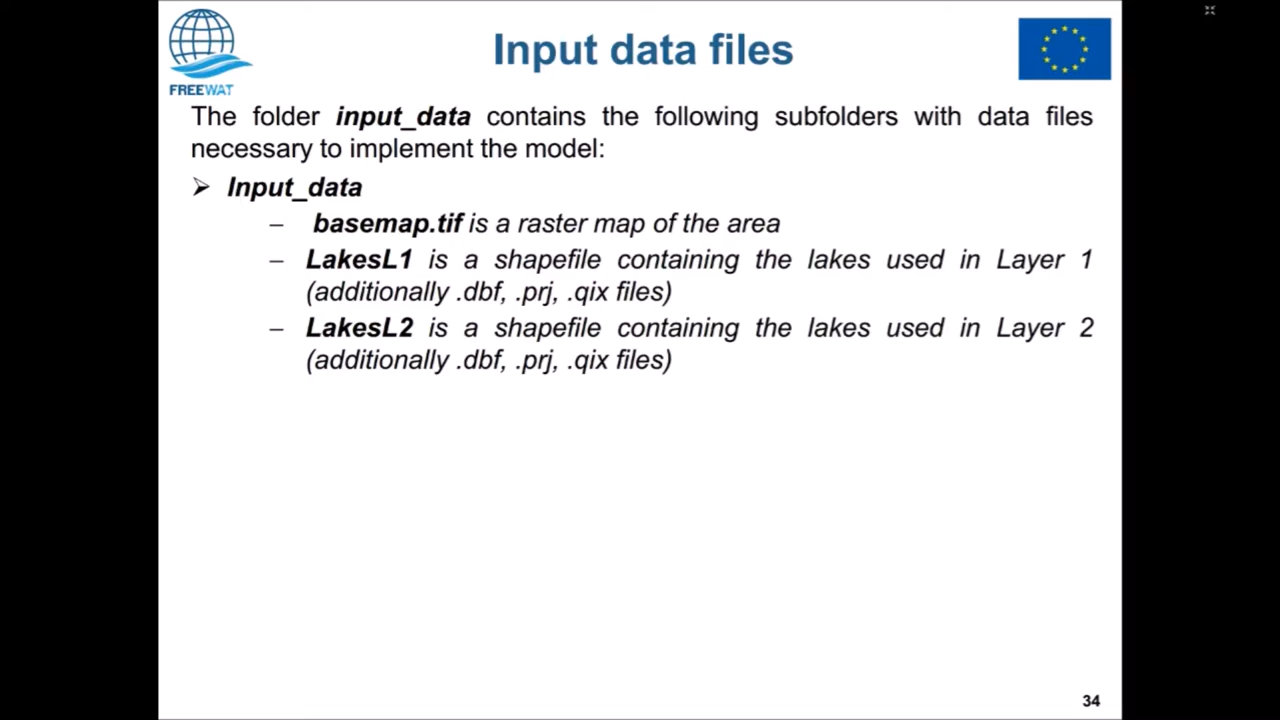 Input data files
FREEWAT
The folder input_data contains the following subfolders with data files
necessary to implement the model:
➢ Input_data
– basemap.tif is a raster map of the area
– LakesL1 is a shapefile containing the lakes used in Layer 1
(additionally .dbf, .prj, .qix files)
– LakesL2 is a shapefile containing the lakes used in Layer 2
(additionally .dbf, .prj, .qix files)
34